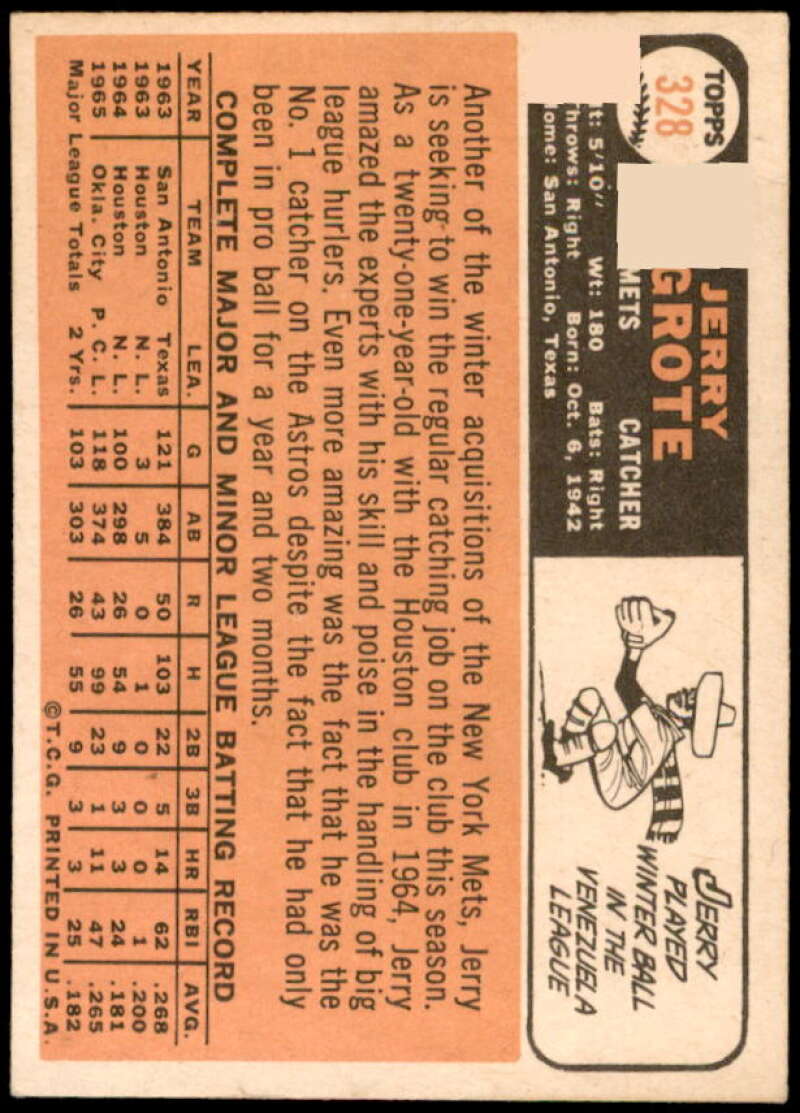 TOPPS
328
JERRY
GROTE
METS CATCHER
5'10" Wt: 180 Bats: Right
Right Born: Oct. 6, 1942
San Antonio, Texas
JERRY
PLAYED
WINTER BALL
IN THE
VENEZUELA
LEAGUE
Another of the winter acquisitions of the New York Mets, Jerry
is seeking to win the regular catching job on the club this season.
As a twenty-one-year-old with the Houston club in 1964, Jerry
amazed the experts with his skill and poise in the handling of big
league hurlers. Even more amazing was the fact that he was the
No. 1 catcher on the Astros despite the fact that he had only
been in pro ball for a year and two months.
COMPLETE MAJOR AND MINOR LEAGUE BATTING RECORD
YEAR TEAM LEA. G AB R H 2B 3B HR RBI AVG.
1963 San Antonio Texas 121 384 50 103 22 5 14 62 .268
1963 Houston N. L. 3 5 0 1 0 0 0 1 .200
1964 Houston N. L. 100 298 26 54 9 3 3 24 .181
1965 Okla. City P. C. L. 118 374 43 99 23 1 11 47 .265
Major League Totals 2 Yrs. 103 303 26 55 9 3 3 25 .182
©T.C.G. PRINTED IN U.S.A.